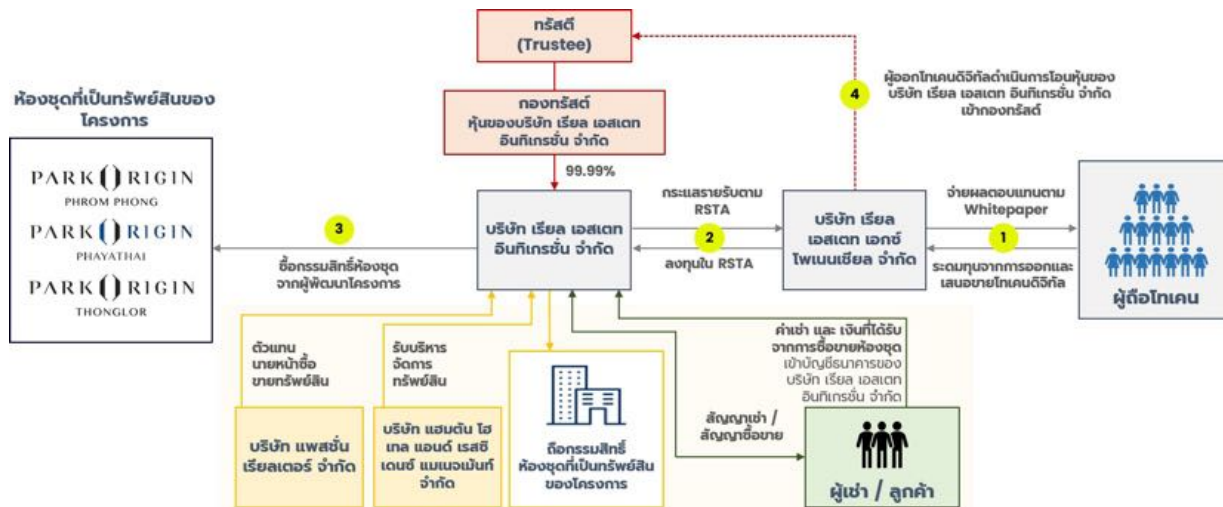 ทรัสตี
(Trustee)
กองทรัสต์
หุ้นของบริษัท เรียล เอสเตท
อินทิเกรชั่น จำกัด
99.99%
4
ผู้ออกโทเคนดิจิทัลดำเนินการโอนหุ้นของ
บริษัท เรียล เอสเตท อินทิเกรชั่น จำกัด
เข้ากองทรัสต์
ห้องชุดที่เป็นทรัพย์สินของ
โครงการ
PARK ORIGIN
PHROM PHONG
PARK ORIGIN
PHAYATHAI
PARK ORIGIN
THONGLOR
3
ซื้อกรรมสิทธิ์ห้องชุด
จากผู้พัฒนาโครงการ
บริษัท เรียล เอสเตท
อินทิเกรชั่น จำกัด
กระแสรายรับตาม
RSTA
2
ลงทุนใน RSTA
บริษัท เรียล
เอสเตท เอกซ์
โพเนนเชียล จำกัด
จ่ายผลตอบแทนตาม
Whitepaper
1
ระดมทุนจากการออกและ
เสนอขายโทเคนดิจิทัล
ผู้ถือโทเคน
ตัวแทน
นายหน้าซื้อ
ขายทรัพย์สิน
บริษัท แพสชั่น
เรียลเตอร์ จำกัด
รับบริหาร
จัดการ
ทรัพย์สิน
บริษัท แฮมตัน โฮ
เทล แอนด์ เรสซิ
เดนซ์ แมเนจเม้นท์
จำกัด
ถือกรรมสิทธิ์
ห้องชุดที่เป็นทรัพย์สิน
ของโครงการ
สัญญาเช่า /
สัญญาซื้อขาย
ค่าเช่า และ เงินที่ได้รับ
จากการซื้อขายห้องชุด
เข้าบัญชีธนาคารของ
บริษัท เรียล เอสเตท
อินทิเกรชั่น จำกัด
ผู้เช่า / ลูกค้า